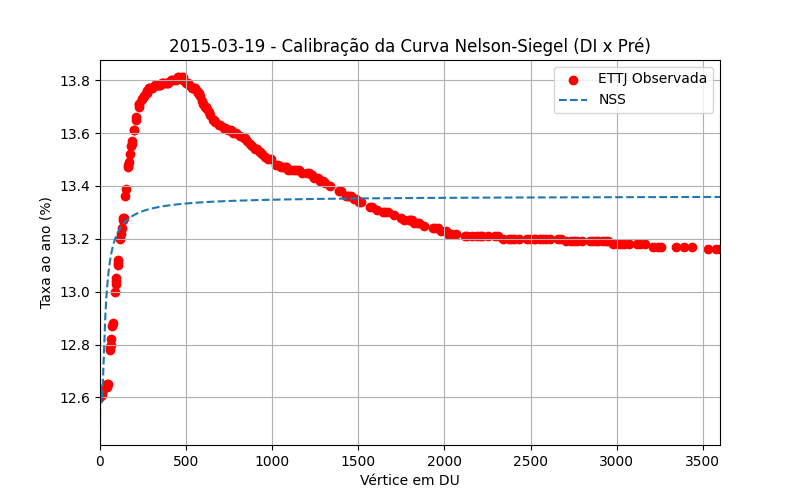 2015-03-19 - Calibração da Curva Nelson-Siegel (DI x Pré)
ETTJ Observada
NSS
Taxa ao ano (%)
13.8
13.6
13.4
13.2
13.0
12.8
12.6
0 500 1000 1500 2000 2500 3000 3500
Vértice em DU